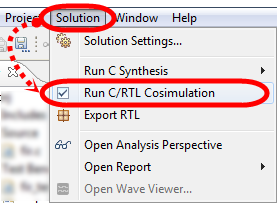 Project Solution Window Help
Solution Settings...
Run C Synthesis
Run C/RTL Cosimulation
Export RTL
Open Analysis Perspective
Open Report
Open Wave Viewer...